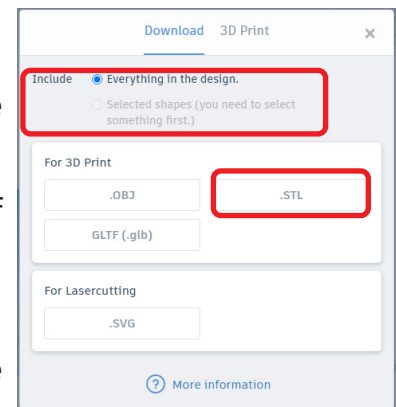 Download 3D Print ×
Include Everything in the design.
Selected shapes (you need to select
something first.)
For 3D Print
.OBJ .STL
GLTF (.glb)
For Lasercutting
.SVG
? More information